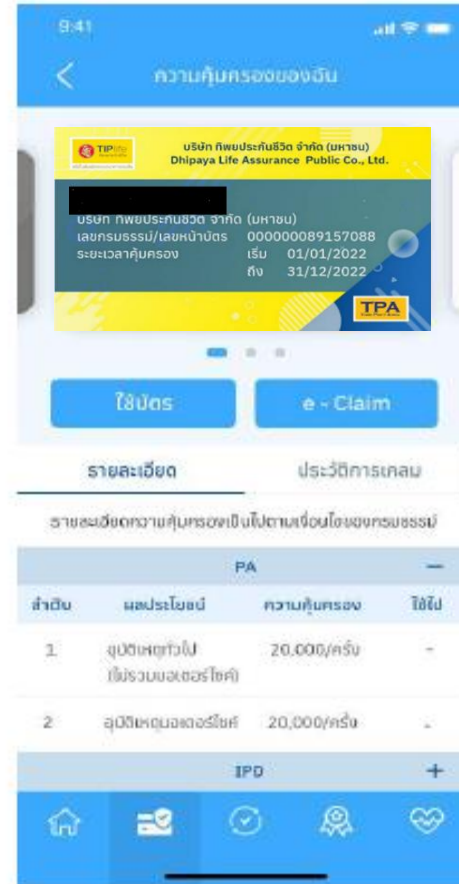 9:41
ความคุ้มครองของฉัน
TIPlife
บริษัท ทิพยประกันชีวิต จำกัด (มหาชน)
Dhipaya Life Assurance Public Co., Ltd.
บริษัท ทิพยประกันชีวิต จำกัด (มหาชน)
เลขกรมธรรม์/เลขหน้าบัตร 000000089157088
ระยะเวลาคุ้มครอง เริ่ม 01/01/2022
ถึง 31/12/2022
TPA
ใช้บัตร
e - Claim
รายละเอียด
ประวัติการเคลม
รายละเอียดความคุ้มครองเป็นไปตามเงื่อนไขของกรมธรรม์
PA −
ลำดับ ผลประโยชน์ ความคุ้มครอง ใช้ไป
1 อุบัติเหตุทั่วไป 20,000/ครั้ง -
(ไม่รวมมอเตอร์ไซค์)
2 อุบัติเหตุมอเตอร์ไซค์ 20,000/ครั้ง -
IPD +